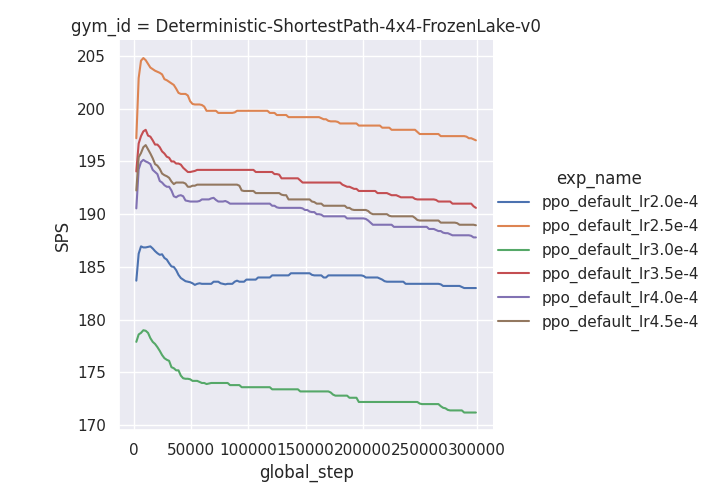 gym_id = Deterministic-ShortestPath-4x4-FrozenLake-v0
205
200
195
190
185
180
175
170
SPS
0 50000 100000 150000 200000 250000 300000
global_step
exp_name
ppo_default_lr2.0e-4
ppo_default_lr2.5e-4
ppo_default_lr3.0e-4
ppo_default_lr3.5e-4
ppo_default_lr4.0e-4
ppo_default_lr4.5e-4